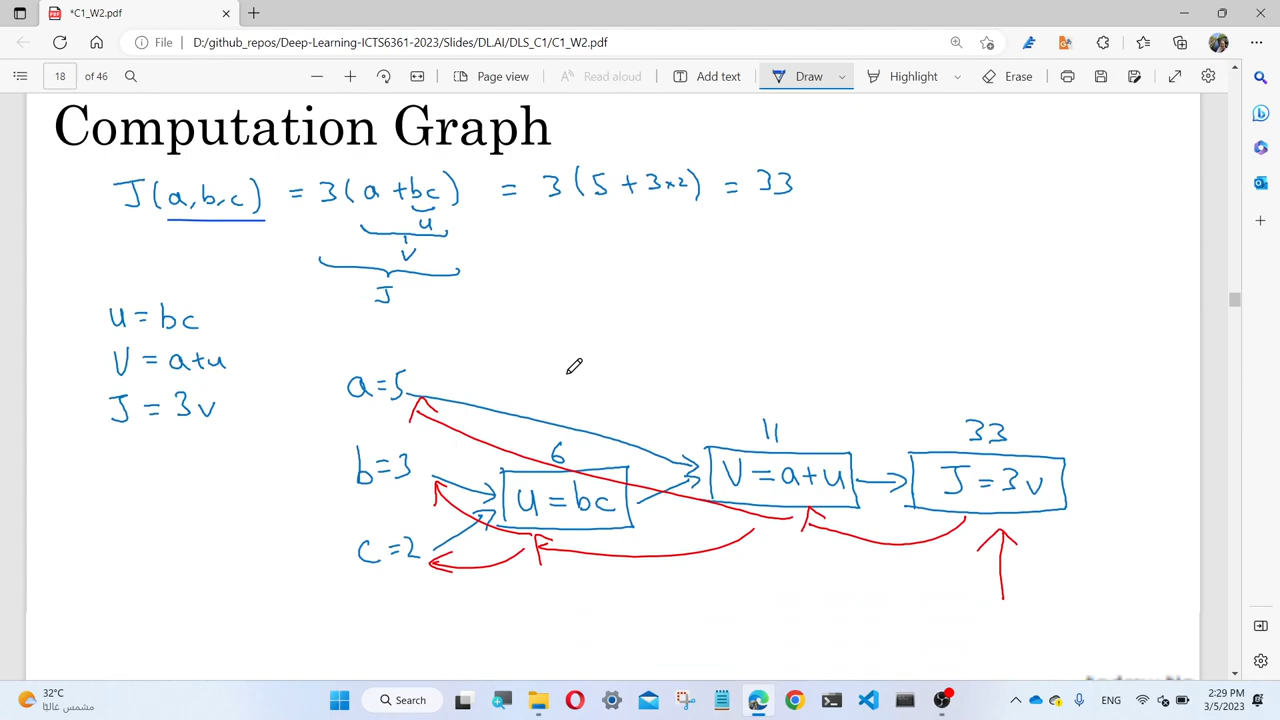 *C1_W2.pdf
File D:/github_repos/Deep-Learning-ICTS6361-2023/Slides/DL.AI/DLS_C1/C1_W2.pdf
18 of 46 Page view Read aloud Add text Draw Highlight Erase
Computation Graph
J(a,b,c) = 3(a+bc) = 3(5+3×2) = 33
u
V
J
u = bc
V = a+u
J = 3v
a=5
11
33
b=3
6
V=a+u
J=3v
u=bc
c=2
32°C
مشمس غالبًا
Search
ENG
2:29 PM
3/5/2023